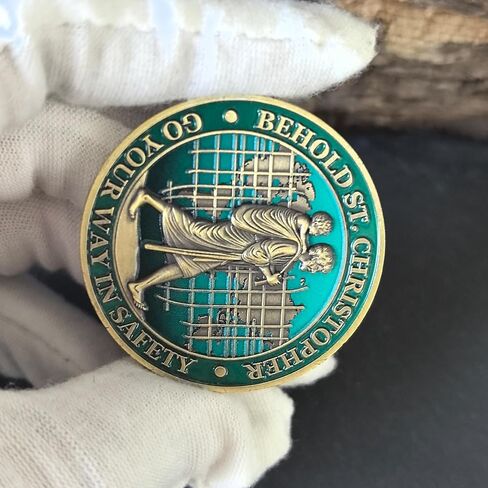 BEHOLD ST. CHRISTOPHER
GO YOUR WAY IN SAFETY